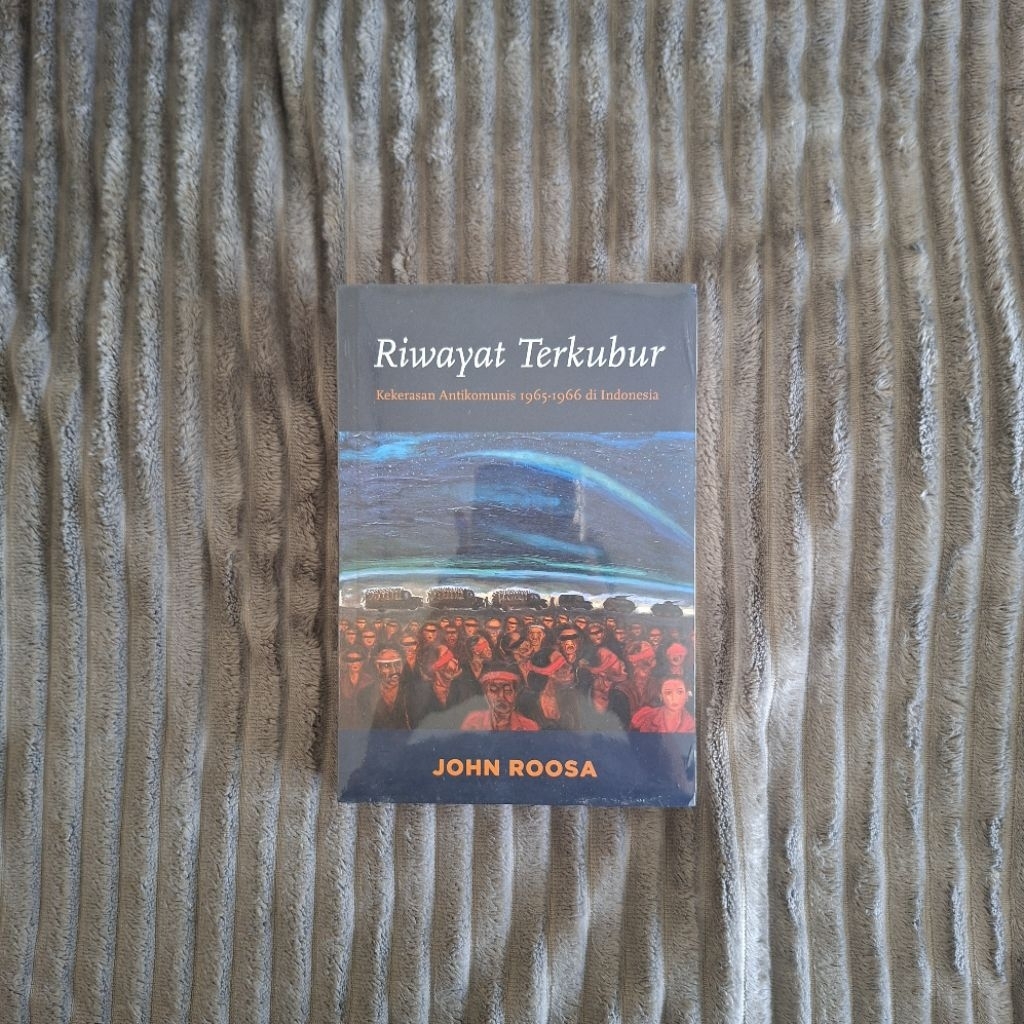 Riwayat Terkubur
Kekerasan Antikomunis 1965-1966 di Indonesia
JOHN ROOSA